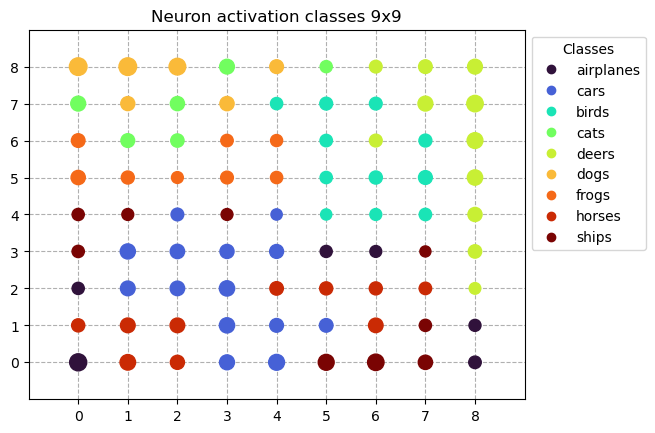 Neuron activation classes 9x9
8
7
6
5
4
3
2
1
0
0 1 2 3 4 5 6 7 8
Classes
airplanes
cars
birds
cats
deers
dogs
frogs
horses
ships